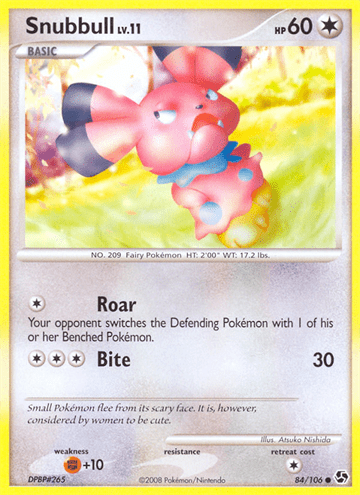 Snubbull LV.11 HP 60
BASIC
NO. 209 Fairy Pokémon HT: 2'00" WT: 17.2 lbs.
Roar
Your opponent switches the Defending Pokémon with 1 of his
or her Benched Pokémon.
Bite 30
Small Pokémon flee from its scary face. It is, however,
considered by women to be cute.
Illus. Atsuko Nishida
weakness resistance retreat cost
+10
DPBP#265 ©2008 Pokémon/Nintendo 84/106